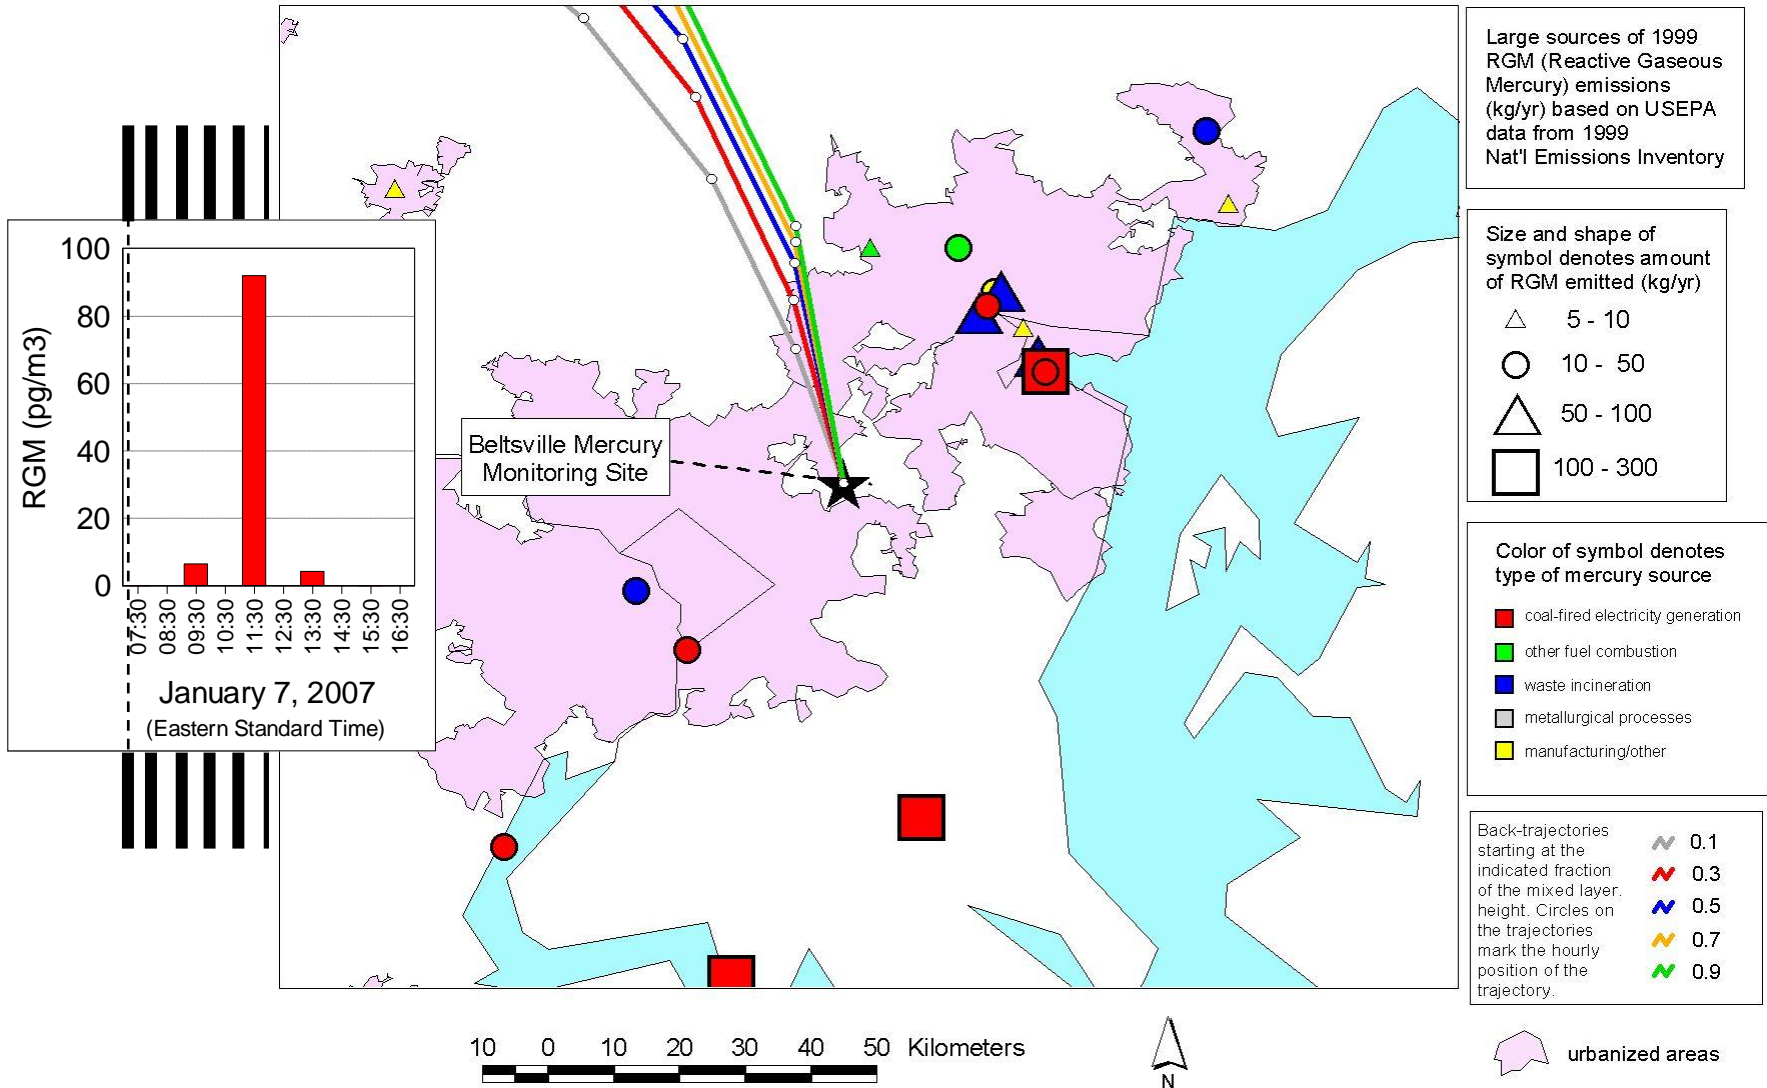 Large sources of 1999
RGM (Reactive Gaseous
Mercury) emissions
(kg/yr) based on USEPA
data from 1999
Nat'l Emissions Inventory
Size and shape of
symbol denotes amount
of RGM emitted (kg/yr)
5 - 10
10 - 50
50 - 100
100 - 300
Color of symbol denotes
type of mercury source
coal-fired electricity generation
other fuel combustion
waste incineration
metallurgical processes
manufacturing/other
Back-trajectories
starting at the
indicated fraction
of the mixed layer.
height. Circles on
the trajectories
mark the hourly
position of the
trajectory.
0.1
0.3
0.5
0.7
0.9
urbanized areas
Beltsville Mercury
Monitoring Site
RGM (pg/m3)
100
80
60
40
20
0
07:30
08:30
09:30
10:30
11:30
12:30
13:30
14:30
15:30
16:30
January 7, 2007
(Eastern Standard Time)
10 0 10 20 30 40 50 Kilometers
N